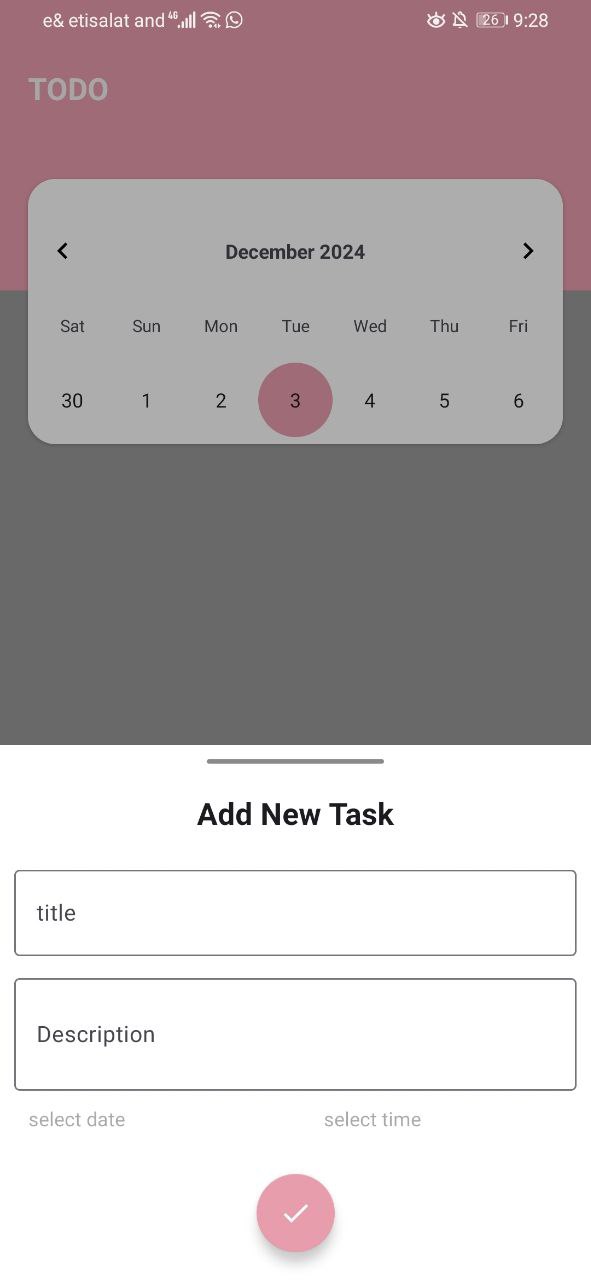 e& etisalat and 4G 26 9:28
TODO
December 2024
Sat Sun Mon Tue Wed Thu Fri
30 1 2 3 4 5 6
Add New Task
title
Description
select date select time